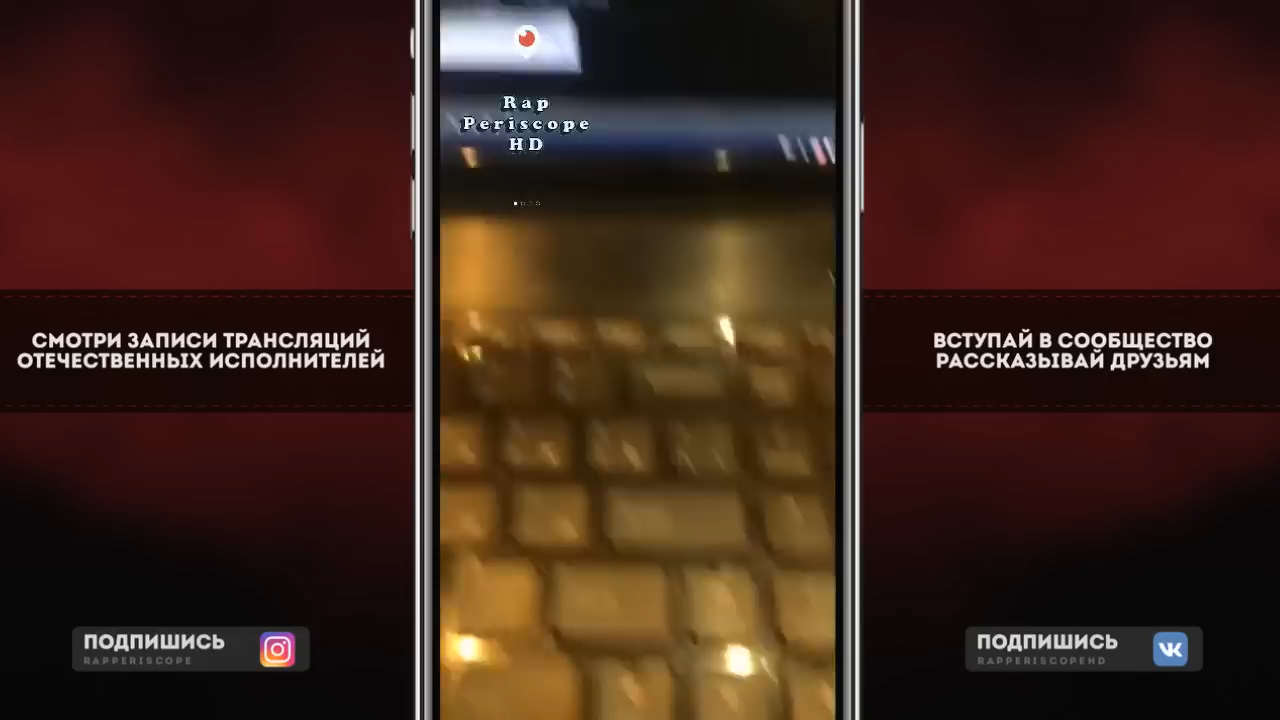 Rap
Periscope
HD
СМОТРИ ЗАПИСИ ТРАНСЛЯЦИЙ
ОТЕЧЕСТВЕННЫХ ИСПОЛНИТЕЛЕЙ
ВСТУПАЙ В СООБЩЕСТВО
РАССКАЗЫВАЙ ДРУЗЬЯМ
ПОДПИШИСЬ
RAPPERISCOPE
ПОДПИШИСЬ
RAPPERISCOPEHD